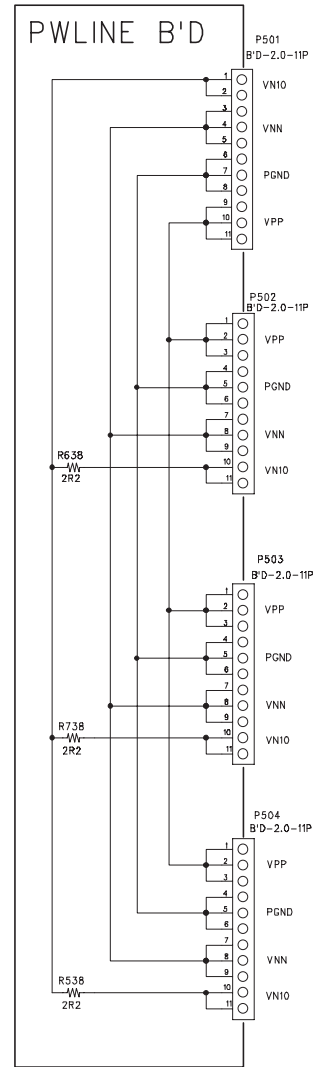 PWLINE B'D
P501
B'D-2.0-11P
1
VN10
2
3
4
VNN
5
6
7
PGND
8
9
10
VPP
11
P502
B'D-2.0-11P
1
2
VPP
3
4
5
PGND
6
7
8
VNN
9
R638
10
VN10
2R2
11
P503
B'D-2.0-11P
1
2
VPP
3
4
5
PGND
6
7
8
VNN
9
R738
10
VN10
2R2
11
P504
B'D-2.0-11P
1
2
VPP
3
4
5
PGND
6
7
8
VNN
9
R538
10
VN10
2R2
11